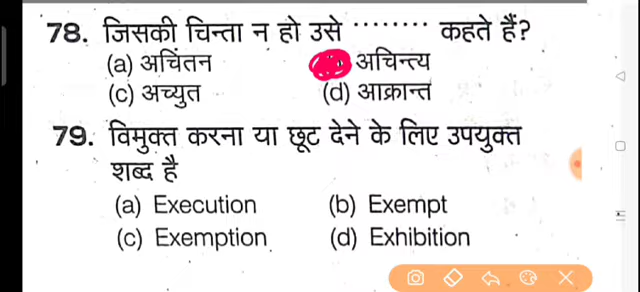 78. जिसकी चिन्ता न हो उसे ········ कहते हैं?
(a) अचिंतन अचिन्त्य
(c) अच्युत (d) आक्रान्त
79. विमुक्त करना या छूट देने के लिए उपयुक्त
शब्द है
(a) Execution (b) Exempt
(c) Exemption (d) Exhibition